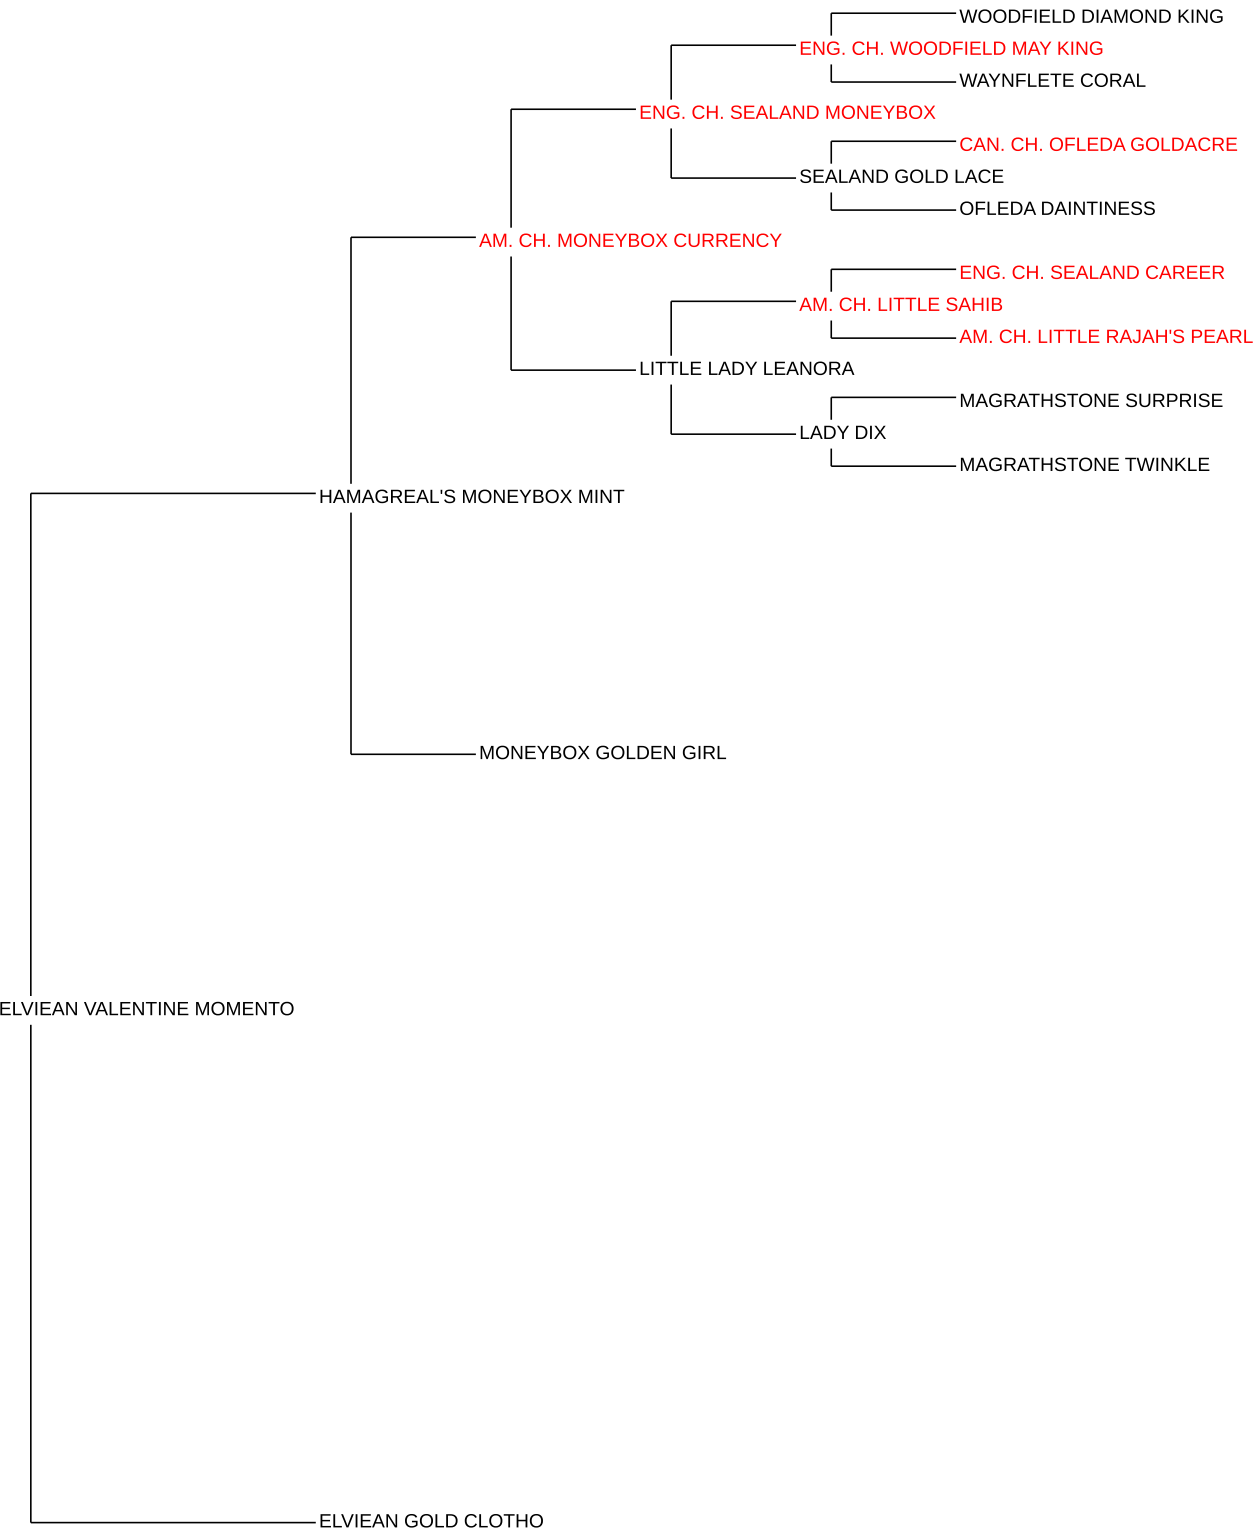 WOODFIELD DIAMOND KING
ENG. CH. WOODFIELD MAY KING
WAYNFLETE CORAL
ENG. CH. SEALAND MONEYBOX
CAN. CH. OFLEDA GOLDACRE
SEALAND GOLD LACE
OFLEDA DAINTINESS
AM. CH. MONEYBOX CURRENCY
ENG. CH. SEALAND CAREER
AM. CH. LITTLE SAHIB
AM. CH. LITTLE RAJAH'S PEARL
LITTLE LADY LEANORA
MAGRATHSTONE SURPRISE
LADY DIX
MAGRATHSTONE TWINKLE
HAMAGREAL'S MONEYBOX MINT
MONEYBOX GOLDEN GIRL
ELVIEAN VALENTINE MOMENTO
ELVIEAN GOLD CLOTHO